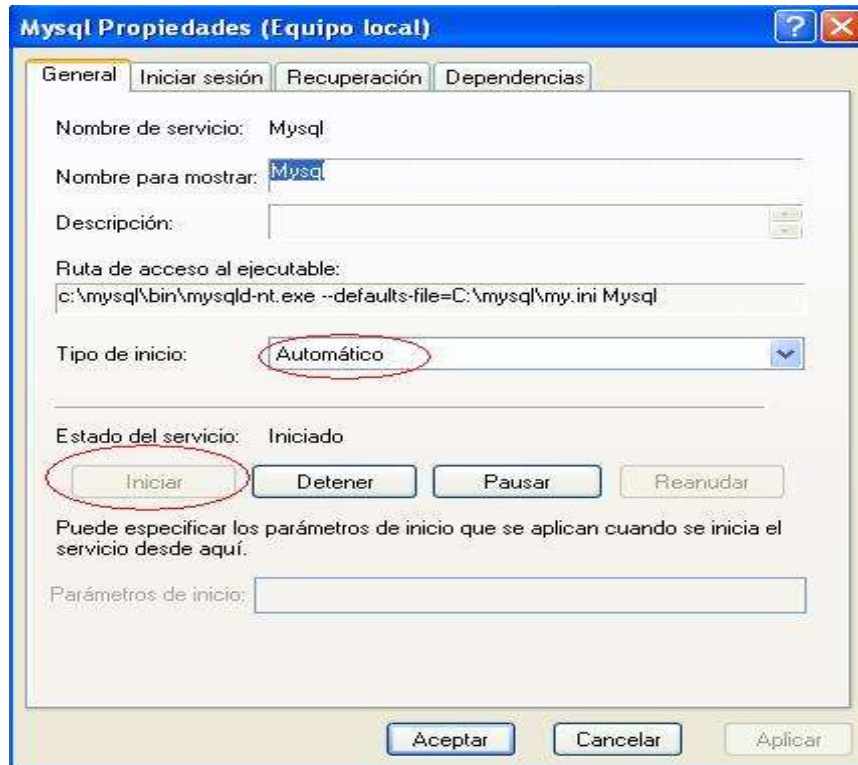 Mysql Propiedades (Equipo local)
General Iniciar sesión Recuperación Dependencias
Nombre de servicio: Mysql
Nombre para mostrar: Mysql
Descripción:
Ruta de acceso al ejecutable:
c:\mysql\bin\mysqld-nt.exe --defaults-file=C:\mysql\my.ini Mysql
Tipo de inicio: Automático
Estado del servicio: Iniciado
Iniciar Detener Pausar Reanudar
Puede especificar los parámetros de inicio que se aplican cuando se inicia el
servicio desde aquí.
Parámetros de inicio:
Aceptar Cancelar Aplicar